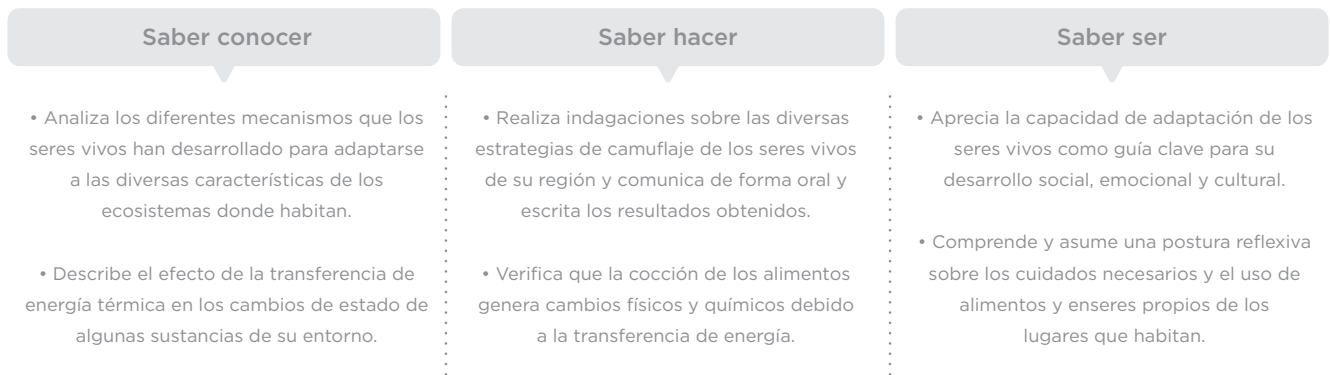 Saber conocer
• Analiza los diferentes mecanismos que los
seres vivos han desarrollado para adaptarse
a las diversas características de los
ecosistemas donde habitan.
• Describe el efecto de la transferencia de
energía térmica en los cambios de estado de
algunas sustancias de su entorno.
Saber hacer
• Realiza indagaciones sobre las diversas
estrategias de camuflaje de los seres vivos
de su región y comunica de forma oral y
escrita los resultados obtenidos.
• Verifica que la cocción de los alimentos
genera cambios físicos y químicos debido
a la transferencia de energía.
Saber ser
• Aprecia la capacidad de adaptación de los
seres vivos como guía clave para su
desarrollo social, emocional y cultural.
• Comprende y asume una postura reflexiva
sobre los cuidados necesarios y el uso de
alimentos y enseres propios de los
lugares que habitan.